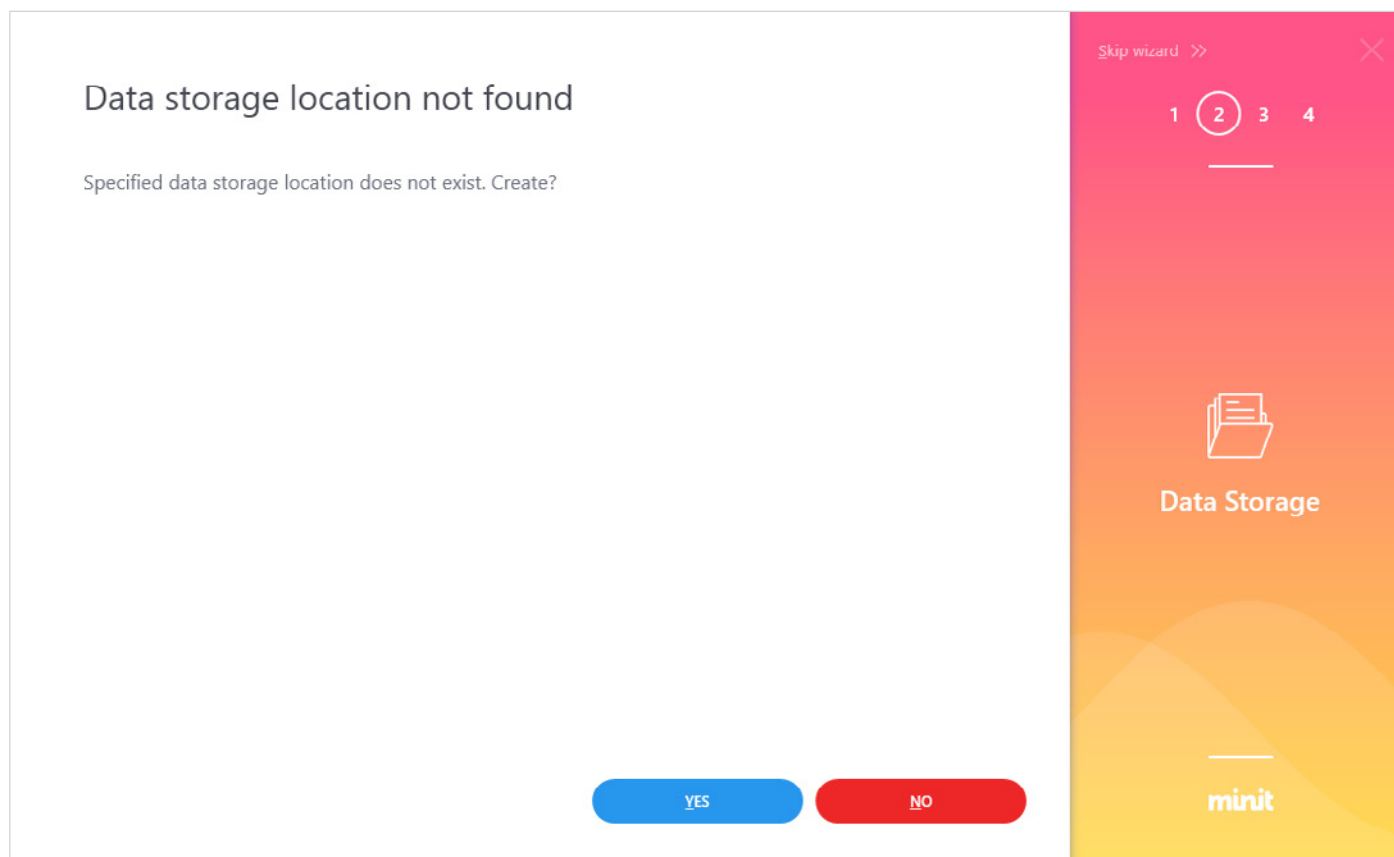 Data storage location not found
Specified data storage location does not exist. Create?
YES
NO
Skip wizard >>
1 2 3 4
Data Storage
minit